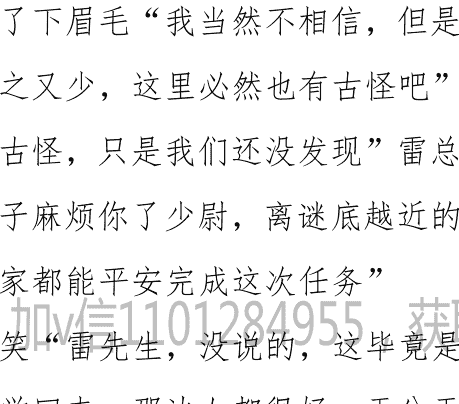 了下眉毛“我当然不相信，但是
之又少，这里必然也有古怪吧”
古怪，只是我们还没发现”雷总
子麻烦你了少尉，离谜底越近的
家都能平安完成这次任务”
加v信1101284955，获取
笑“雷先生，没说的，这毕竟是